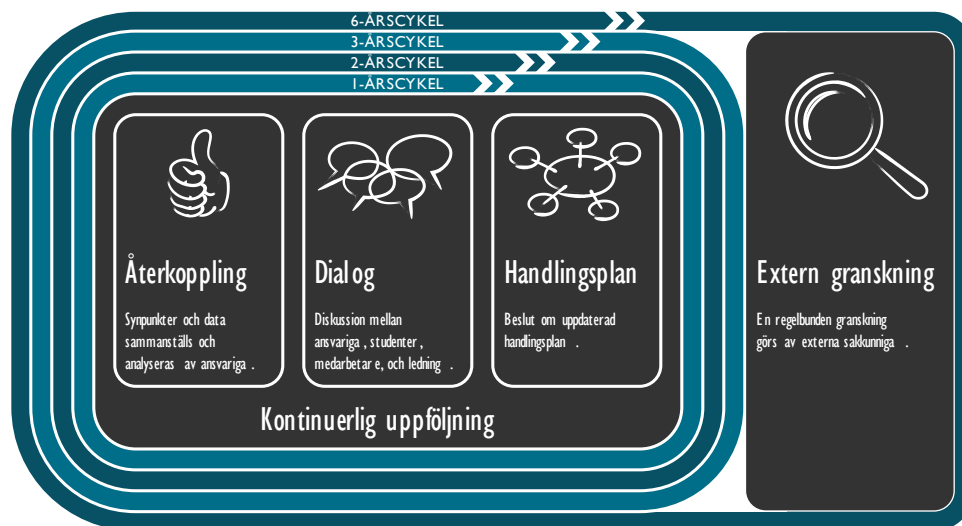 6-ÅRSCYKEL
3-ÅRSCYKEL
2-ÅRSCYKEL
1-ÅRSCYKEL
Återkoppling
Synpunkter och data
sammanställs och
analyseras av ansvariga .
Dialog
Diskussion mellan
ansvariga , studenter ,
medarbetare, och ledning .
Handlingsplan
Beslut om uppdaterad
handlingsplan .
Kontinuerlig uppföljning
Extern granskning
En regelbunden granskning
görs av externa sakkunniga .